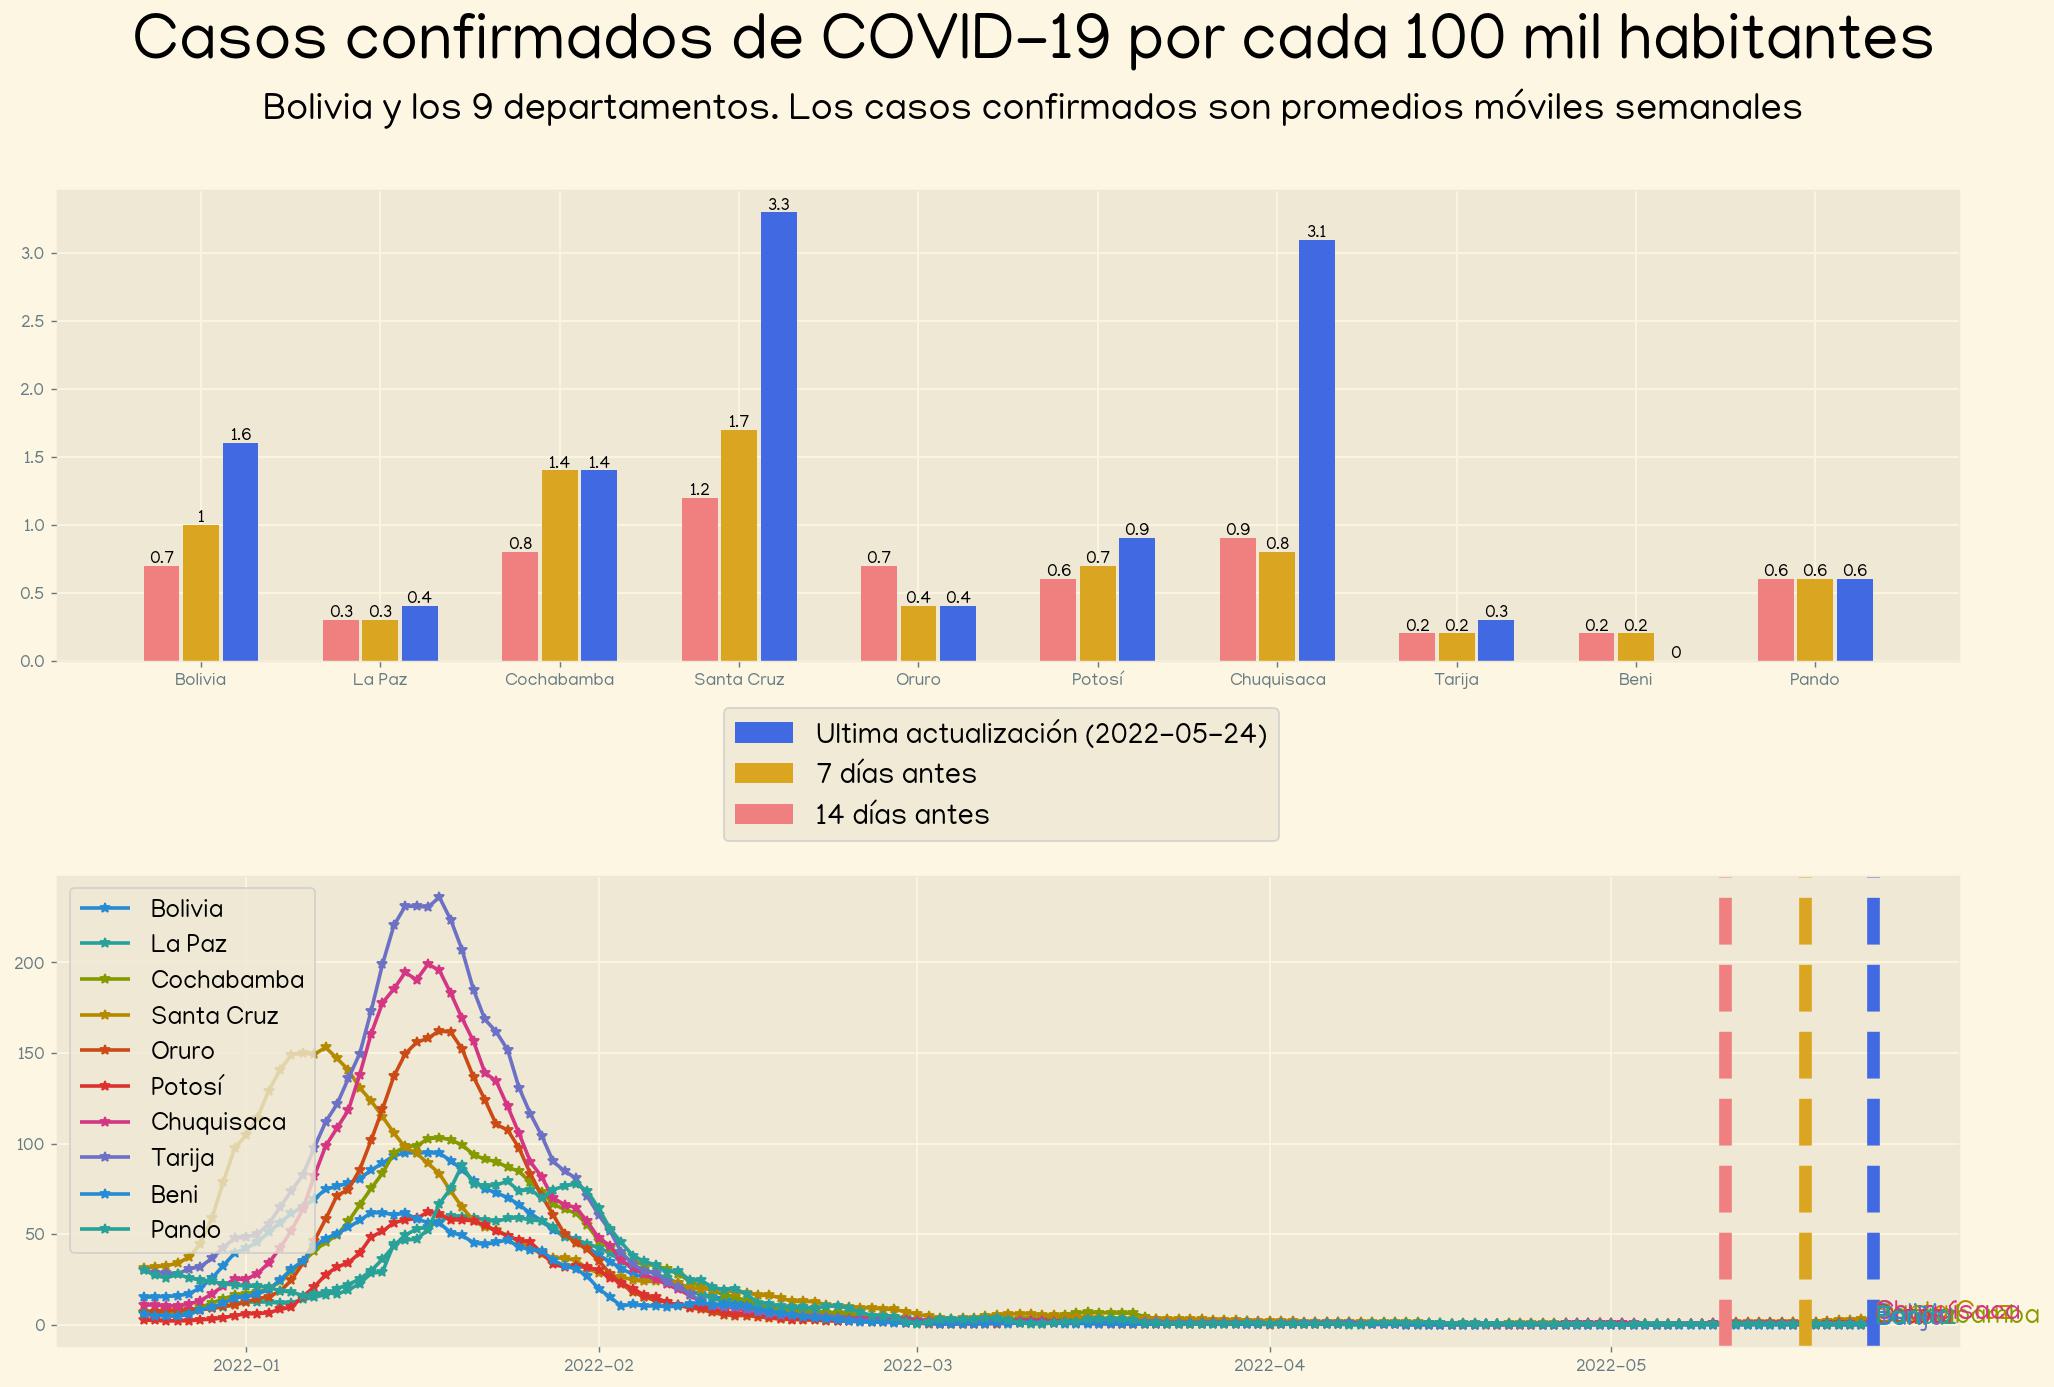 Casos confirmados de COVID-19 por cada 100 mil habitantes
Bolivia y los 9 departamentos. Los casos confirmados son promedios móviles semanales
3.0
2.5
2.0
1.5
1.0
0.5
0.0
0.7 1 1.6
0.3 0.3 0.4
0.8 1.4 1.4
1.2 1.7 3.3
0.7 0.4 0.4
0.6 0.7 0.9
0.9 0.8 3.1
0.2 0.2 0.3
0.2 0.2 0
0.6 0.6 0.6
Bolivia La Paz Cochabamba Santa Cruz Oruro Potosí Chuquisaca Tarija Beni Pando
Ultima actualización (2022-05-24)
7 días antes
14 días antes
200
150
100
50
0
Bolivia
La Paz
Cochabamba
Santa Cruz
Oruro
Potosí
Chuquisaca
Tarija
Beni
Pando
2022-01 2022-02 2022-03 2022-04 2022-05